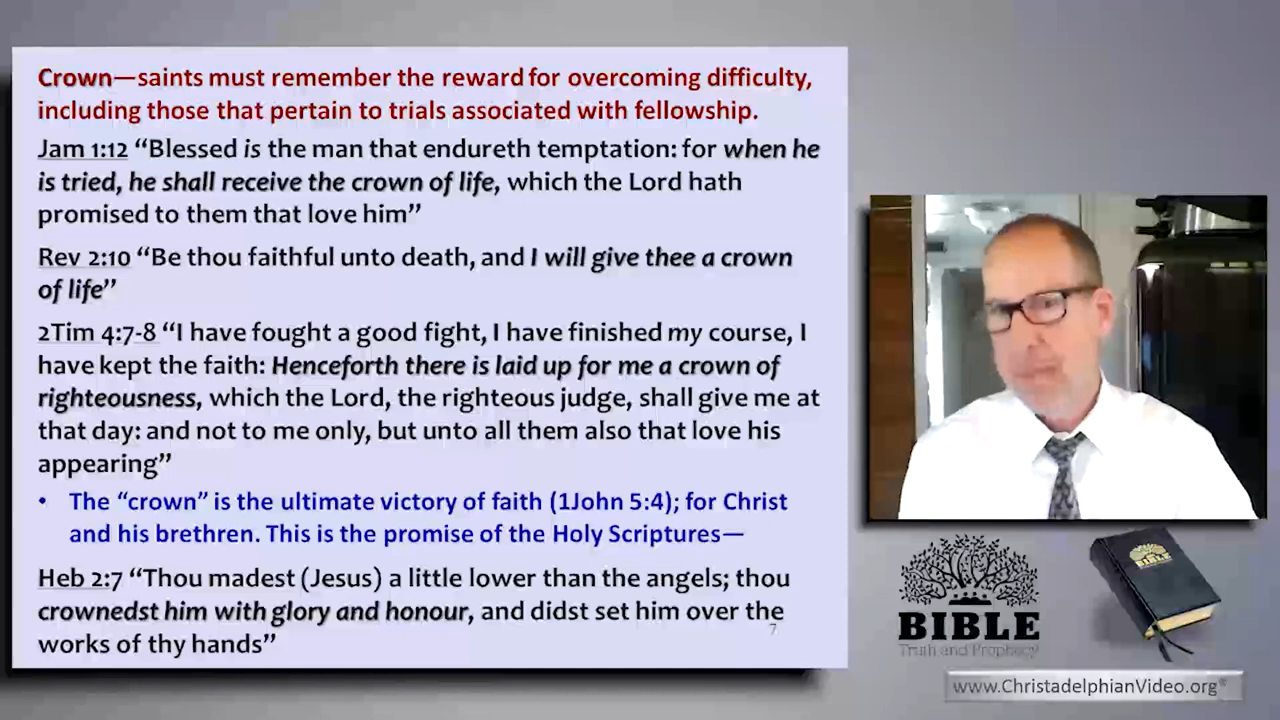 Crown—saints must remember the reward for overcoming difficulty,
including those that pertain to trials associated with fellowship.
Jam 1:12 “Blessed is the man that endureth temptation: for when he
is tried, he shall receive the crown of life, which the Lord hath
promised to them that love him”
Rev 2:10 “Be thou faithful unto death, and I will give thee a crown
of life”
2Tim 4:7-8 “I have fought a good fight, I have finished my course, I
have kept the faith: Henceforth there is laid up for me a crown of
righteousness, which the Lord, the righteous judge, shall give me at
that day: and not to me only, but unto all them also that love his
appearing”
• The “crown” is the ultimate victory of faith (1John 5:4); for Christ
and his brethren. This is the promise of the Holy Scriptures—
Heb 2:7 “Thou madest (Jesus) a little lower than the angels; thou
crownedst him with glory and honour, and didst set him over the
works of thy hands”
7
BIBLE
Truth and Prophecy
www.ChristadelphianVideo.org®